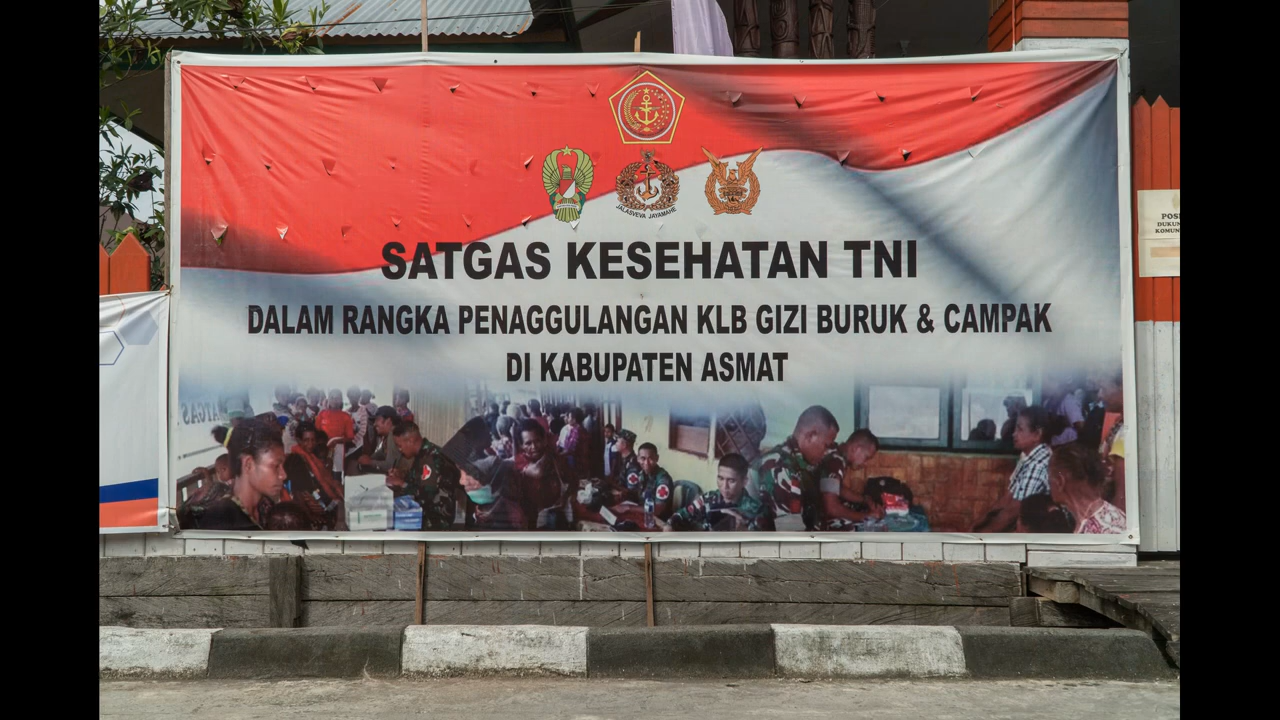 JALASVEVA JAYAMAHE
SATGAS KESEHATAN TNI
DALAM RANGKA PENAGGULANGAN KLB GIZI BURUK & CAMPAK
DI KABUPATEN ASMAT